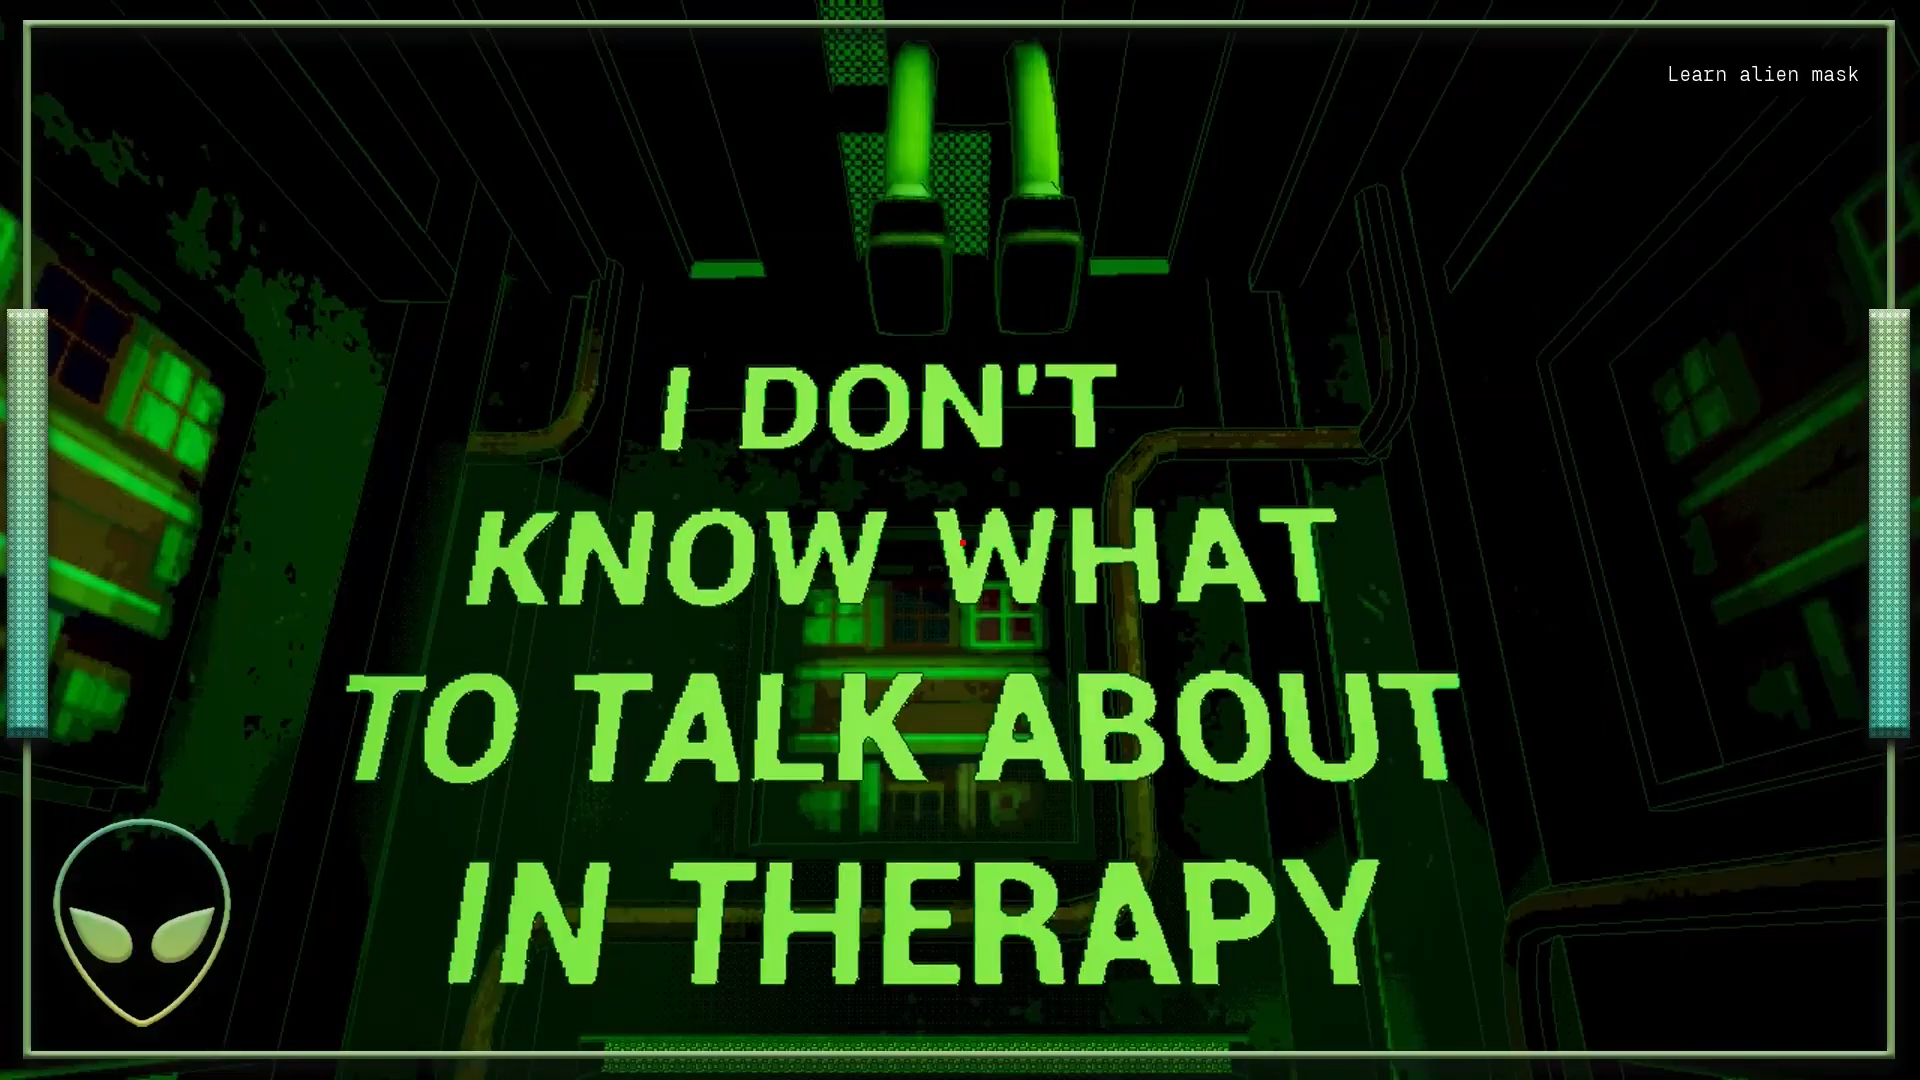 Learn alien mask
I DON'T
KNOW WHAT
TO TALK ABOUT
IN THERAPY